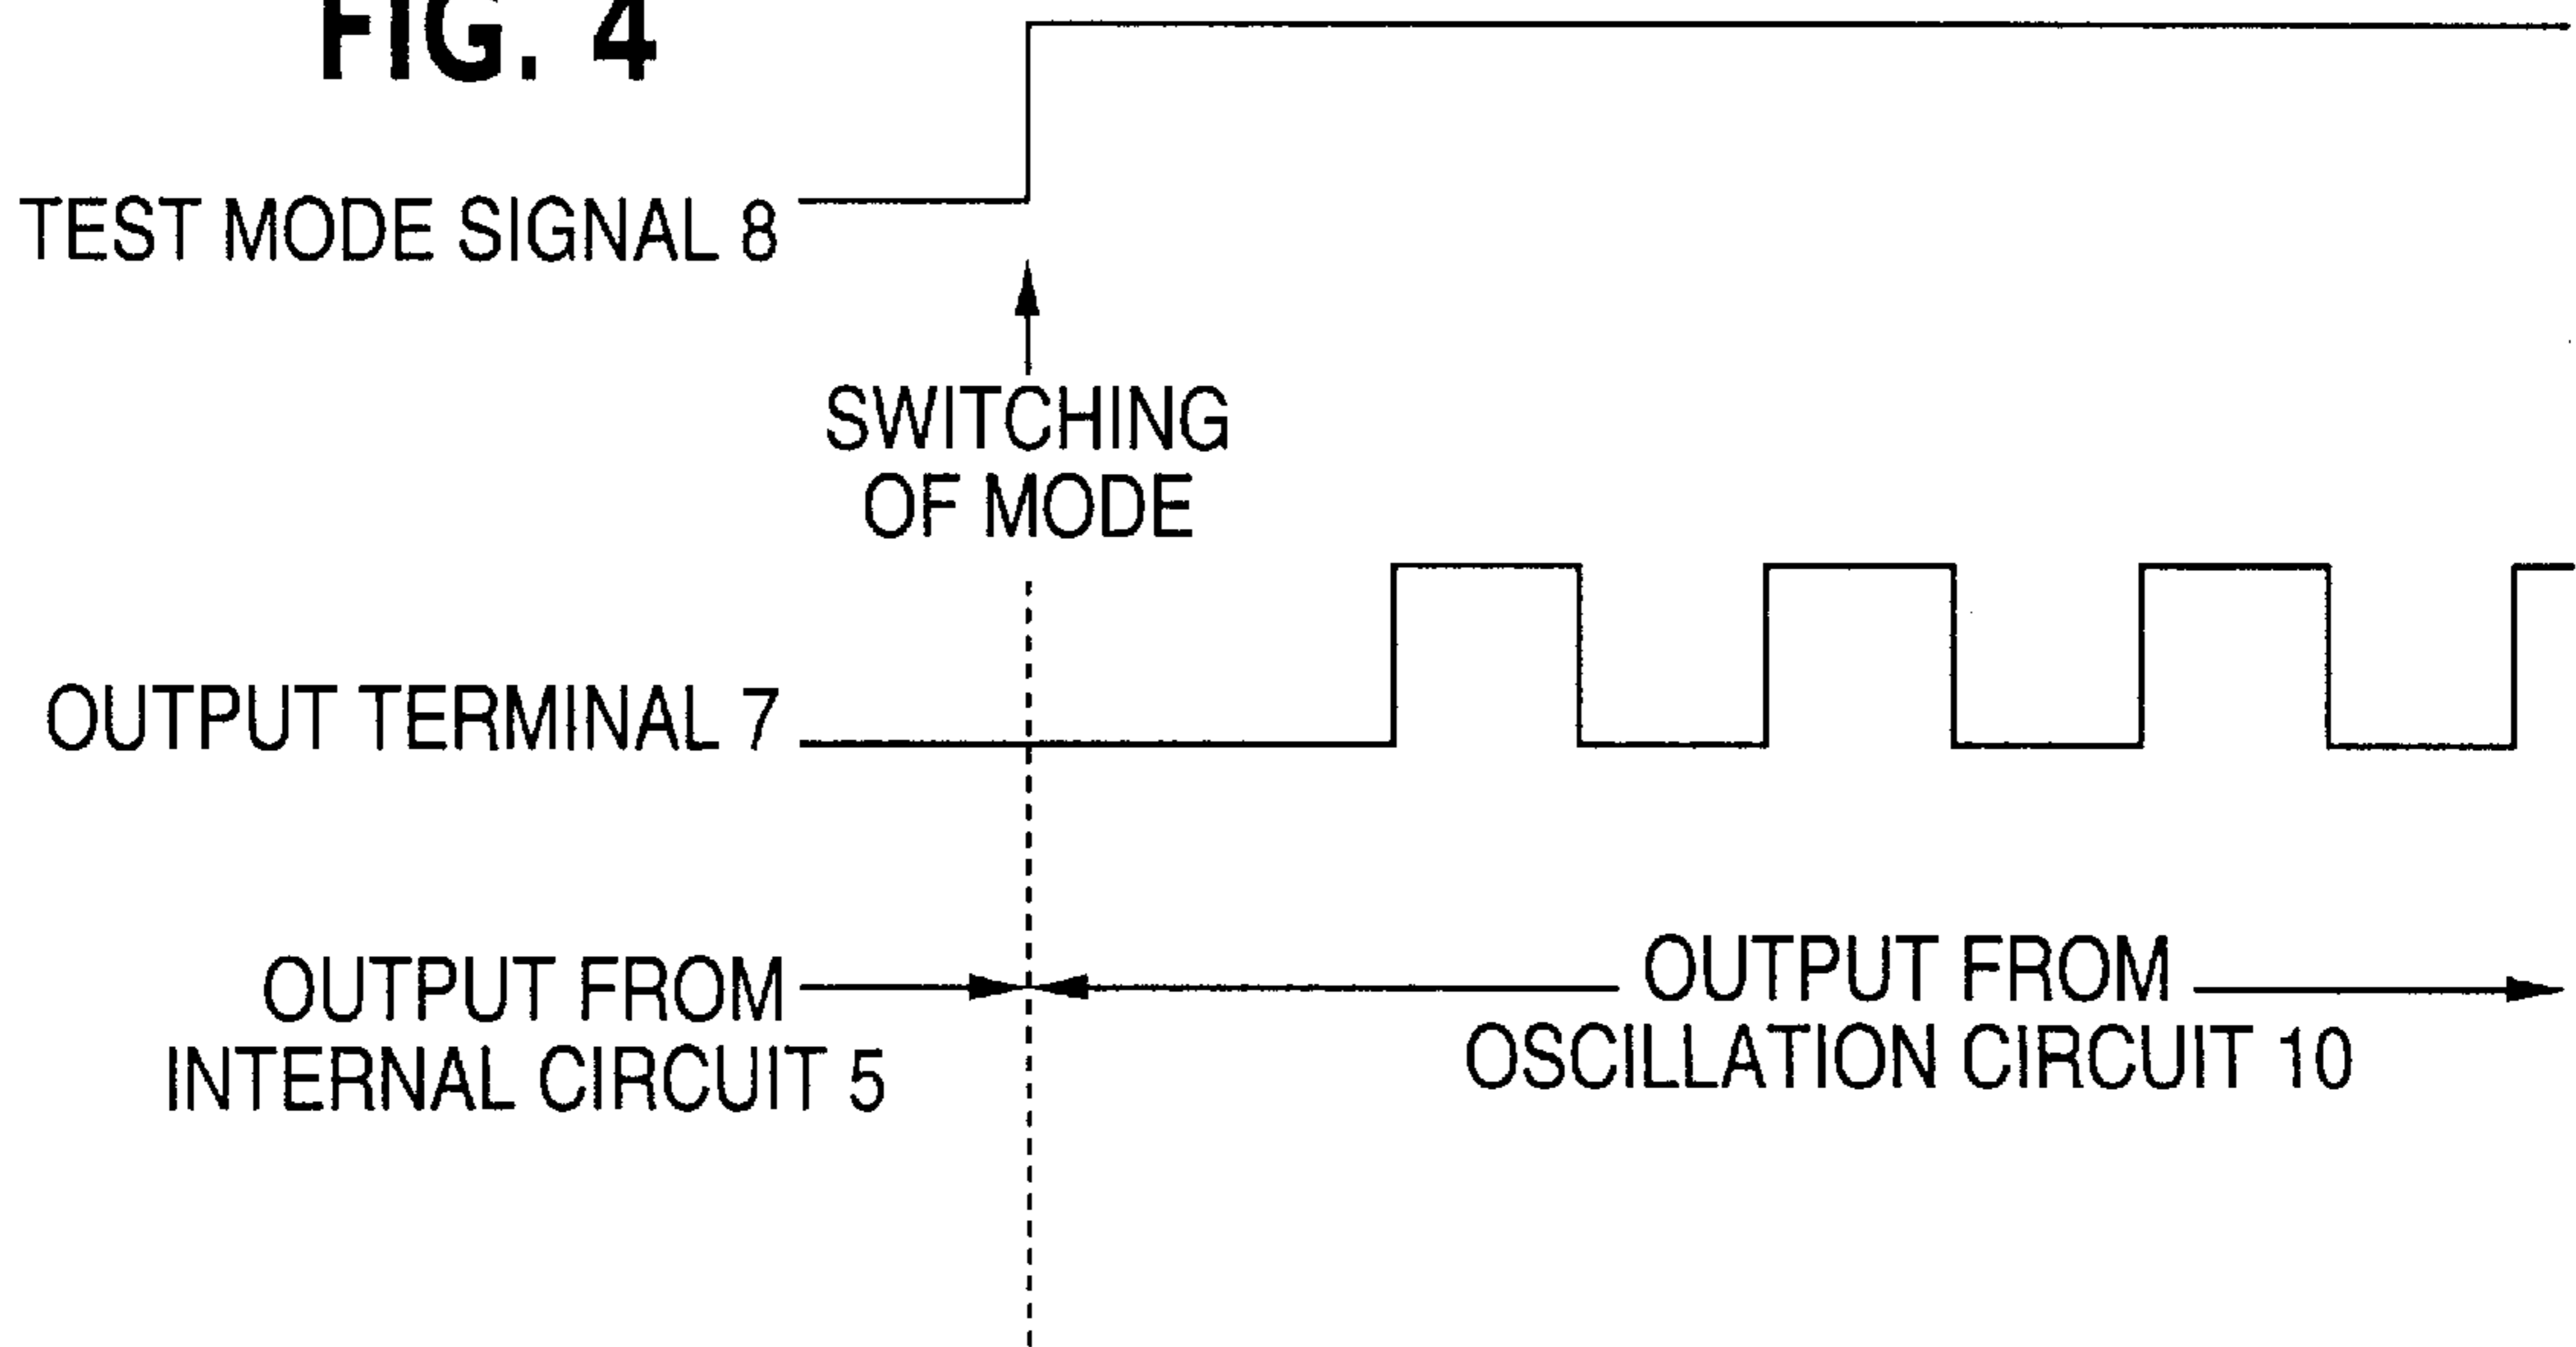 FIG. 4
TEST MODE SIGNAL 8
SWITCHING
OF MODE
OUTPUT TERMINAL 7
OUTPUT FROM
INTERNAL CIRCUIT 5
OUTPUT FROM
OSCILLATION CIRCUIT 10